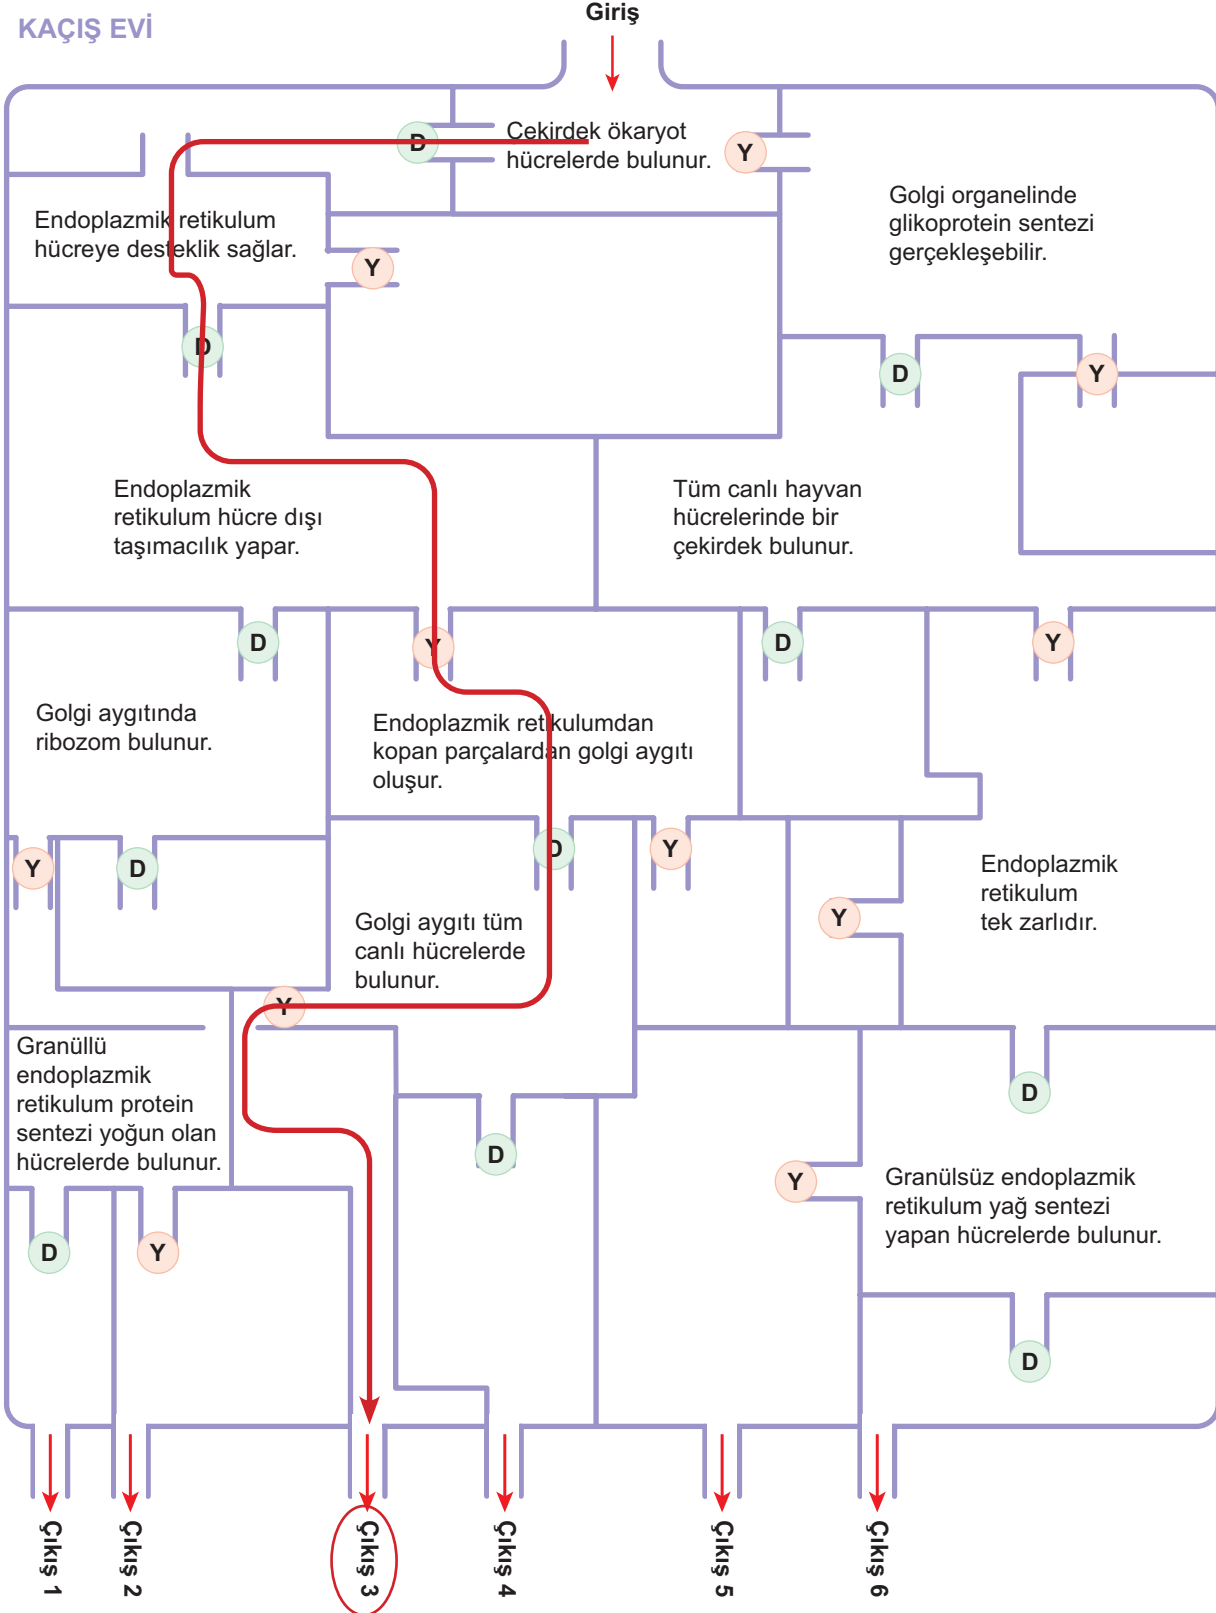 KAÇIŞ EVİ
Giriş
D
Çekirdek ökaryot
hücrelerde bulunur.
Y
Endoplazmik retikulum
hücreye desteklik sağlar.
Y
Golgi organelinde
glikoprotein sentezi
gerçekleşebilir.
D
D
Y
Endoplazmik
retikulum hücre dışı
taşımacılık yapar.
Tüm canlı hayvan
hücrelerinde bir
çekirdek bulunur.
D
Y
D
Y
Golgi aygıtında
ribozom bulunur.
Endoplazmik retikulumdan
kopan parçalardan golgi aygıtı
oluşur.
Y
D
D
Y
Golgi aygıtı tüm
canlı hücrelerde
bulunur.
Y
Endoplazmik
retikulum
tek zarlıdır.
Y
Granüllü
endoplazmik
retikulum protein
sentezi yoğun olan
hücrelerde bulunur.
D
D
Y
Granülsüz endoplazmik
retikulum yağ sentezi
yapan hücrelerde bulunur.
D
Y
D
Çıkış 1
Çıkış 2
Çıkış 3
Çıkış 4
Çıkış 5
Çıkış 6